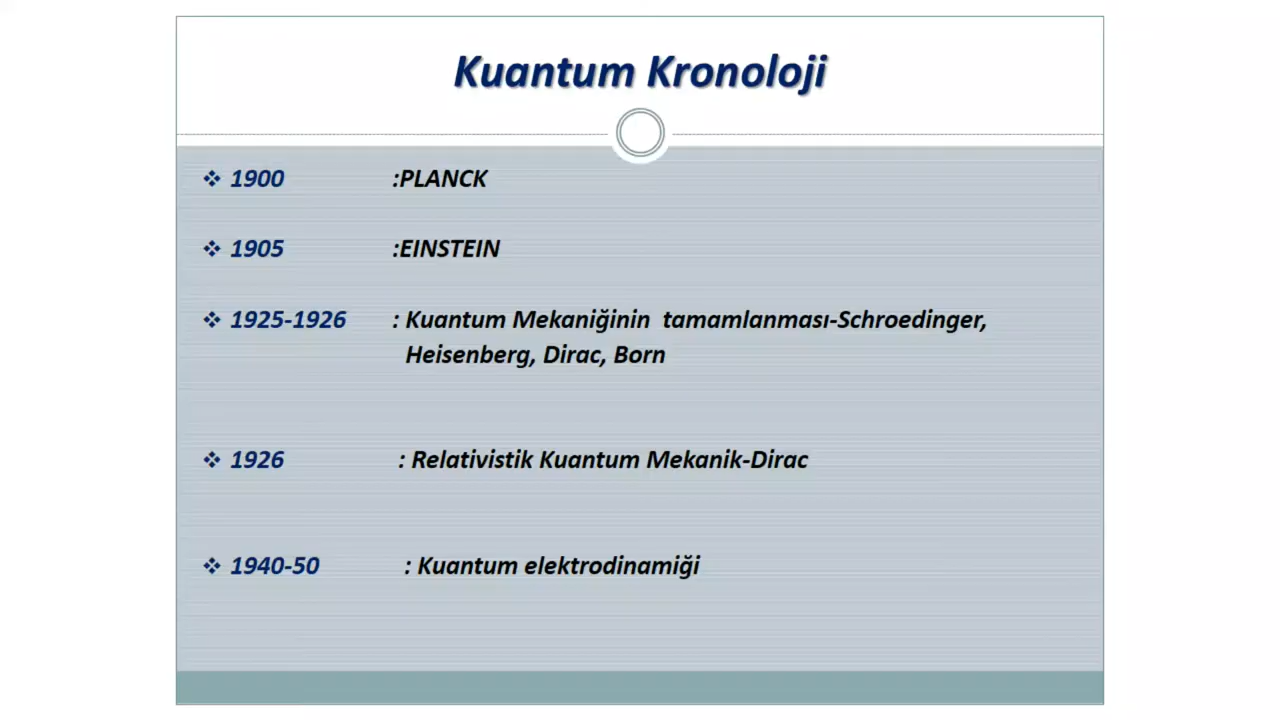 Kuantum Kronoloji
❖ 1900 :PLANCK
❖ 1905 :EINSTEIN
❖ 1925-1926 : Kuantum Mekaniğinin tamamlanması-Schroedinger,
Heisenberg, Dirac, Born
❖ 1926 : Relativistik Kuantum Mekanik-Dirac
❖ 1940-50 : Kuantum elektrodinamiği